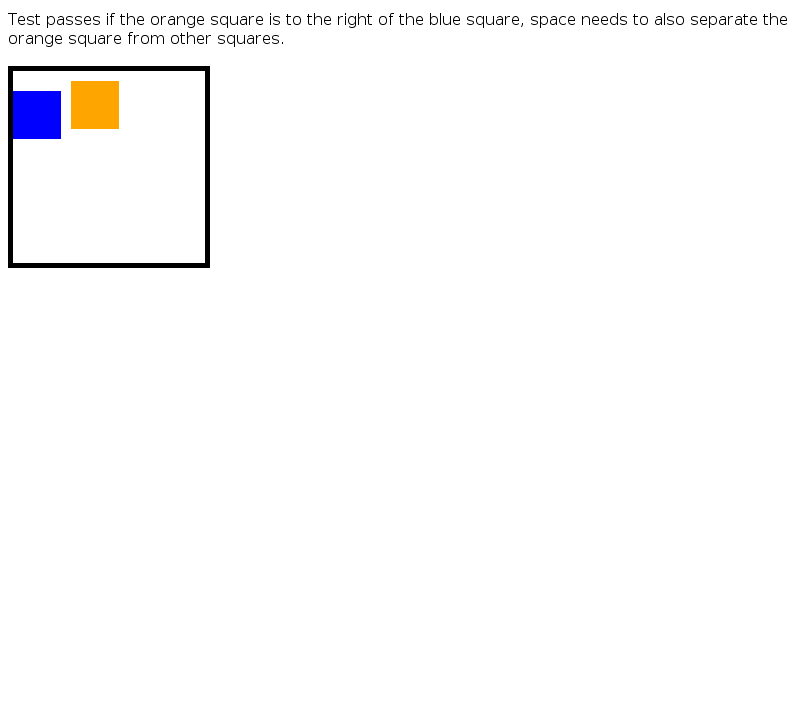 Test passes if the orange square is to the right of the blue square, space needs to also separate the
orange square from other squares.